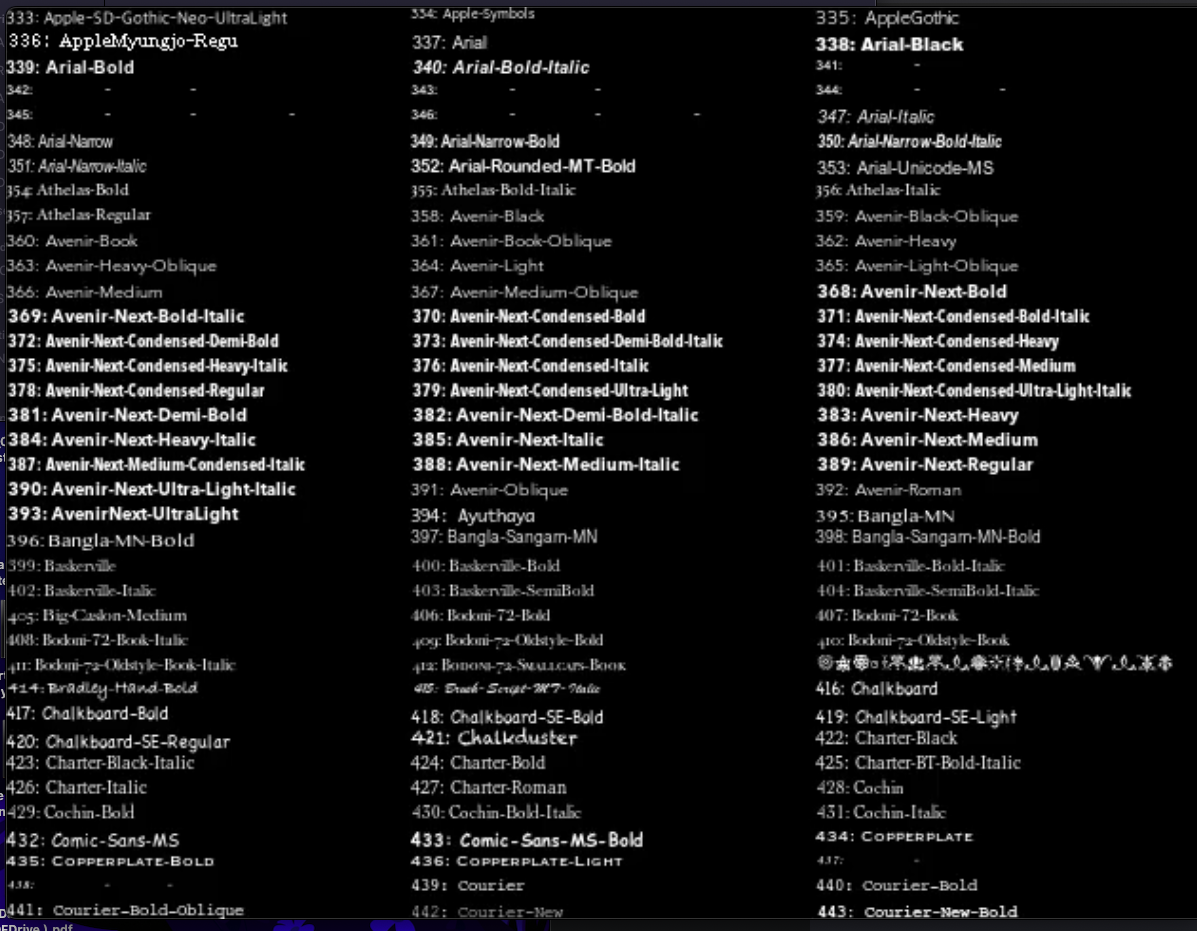 333: Apple-SD-Gothic-Neo-UltraLight 334: Apple-Symbols 335: AppleGothic
336: AppleMyungjo-Regu 337: Arial 338: Arial-Black
339: Arial-Bold 340: Arial-Bold-Italic 341: -
342: - - 343: - - 344: - -
345: - - - 346: - - - 347: Arial-Italic
348: Arial-Narrow 349: Arial-Narrow-Bold 350: Arial-Narrow-Bold-Italic
351: Arial-Narrow-Italic 352: Arial-Rounded-MT-Bold 353: Arial-Unicode-MS
354: Athelas-Bold 355: Athelas-Bold-Italic 356: Athelas-Italic
357: Athelas-Regular 358: Avenir-Black 359: Avenir-Black-Oblique
360: Avenir-Book 361: Avenir-Book-Oblique 362: Avenir-Heavy
363: Avenir-Heavy-Oblique 364: Avenir-Light 365: Avenir-Light-Oblique
366: Avenir-Medium 367: Avenir-Medium-Oblique 368: Avenir-Next-Bold
369: Avenir-Next-Bold-Italic 370: Avenir-Next-Condensed-Bold 371: Avenir-Next-Condensed-Bold-Italic
372: Avenir-Next-Condensed-Demi-Bold 373: Avenir-Next-Condensed-Demi-Bold-Italic 374: Avenir-Next-Condensed-Heavy
375: Avenir-Next-Condensed-Heavy-Italic 376: Avenir-Next-Condensed-Italic 377: Avenir-Next-Condensed-Medium
378: Avenir-Next-Condensed-Regular 379: Avenir-Next-Condensed-Ultra-Light 380: Avenir-Next-Condensed-Ultra-Light-Italic
381: Avenir-Next-Demi-Bold 382: Avenir-Next-Demi-Bold-Italic 383: Avenir-Next-Heavy
384: Avenir-Next-Heavy-Italic 385: Avenir-Next-Italic 386: Avenir-Next-Medium
387: Avenir-Next-Medium-Condensed-Italic 388: Avenir-Next-Medium-Italic 389: Avenir-Next-Regular
390: Avenir-Next-Ultra-Light-Italic 391: Avenir-Oblique 392: Avenir-Roman
393: AvenirNext-UltraLight 394: Ayuthaya 395: Bangla-MN
396: Bangla-MN-Bold 397: Bangla-Sangam-MN 398: Bangla-Sangam-MN-Bold
399: Baskerville 400: Baskerville-Bold 401: Baskerville-Bold-Italic
402: Baskerville-Italic 403: Baskerville-SemiBold 404: Baskerville-SemiBold-Italic
405: Big-Caslon-Medium 406: Bodoni-72-Bold 407: Bodoni-72-Book
408: Bodoni-72-Book-Italic 409: Bodoni-72-Oldstyle-Bold 410: Bodoni-72-Oldstyle-Book
411: Bodoni-72-Oldstyle-Book-Italic 412: Bodoni-72-Smallcaps-Book
414: Bradley-Hand-Bold 415: Brush-Script-MT-Italic 416: Chalkboard
417: Chalkboard-Bold 418: Chalkboard-SE-Bold 419: Chalkboard-SE-Light
420: Chalkboard-SE-Regular 421: Chalkduster 422: Charter-Black
423: Charter-Black-Italic 424: Charter-Bold 425: Charter-BT-Bold-Italic
426: Charter-Italic 427: Charter-Roman 428: Cochin
429: Cochin-Bold 430: Cochin-Bold-Italic 431: Cochin-Italic
432: Comic-Sans-MS 433: Comic-Sans-MS-Bold 434: Copperplate
435: Copperplate-Bold 436: Copperplate-Light 437: -
438: - - 439: Courier 440: Courier-Bold
441: Courier-Bold-Oblique 442: Courier-New 443: Courier-New-Bold